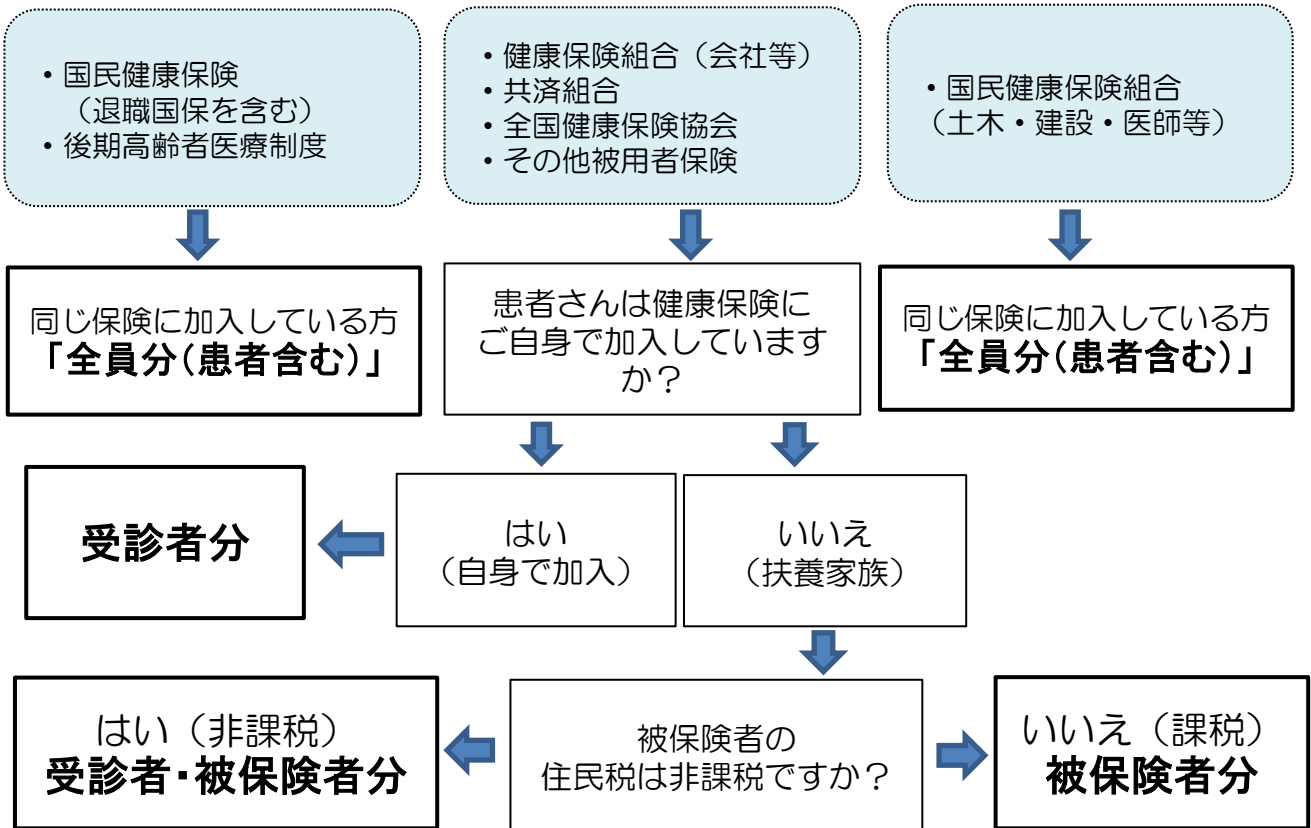 ・国民健康保険
（退職国保を含む）
・後期高齢者医療制度
・健康保険組合（会社等）
・共済組合
・全国健康保険協会
・その他被用者保険
・国民健康保険組合
（土木・建設・医師等）
同じ保険に加入している方
「全員分（患者含む）」
患者さんは健康保険に
ご自身で加入しています
か？
同じ保険に加入している方
「全員分（患者含む）」
受診者分
はい
（自身で加入）
いいえ
（扶養家族）
はい（非課税）
受診者・被保険者分
被保険者の
住民税は非課税ですか？
いいえ（課税）
被保険者分